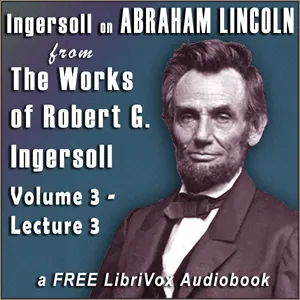 Ingersoll on ABRAHAM LINCOLN
from
The Works
of Robert G.
Ingersoll
Volume 3 -
Lecture 3
a FREE LibriVox Audiobook